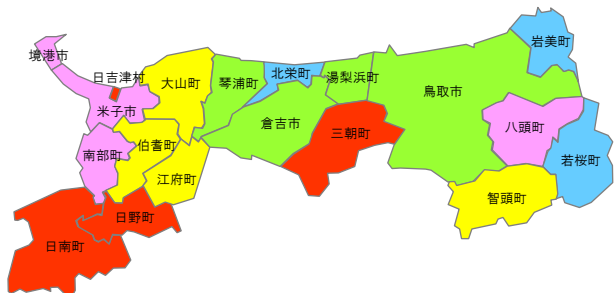 岩美町
境港市
日吉津村
大山町
琴浦町
北栄町
湯梨浜町
鳥取市
米子市
倉吉市
三朝町
八頭町
南部町
伯耆町
若桜町
江府町
智頭町
日野町
日南町